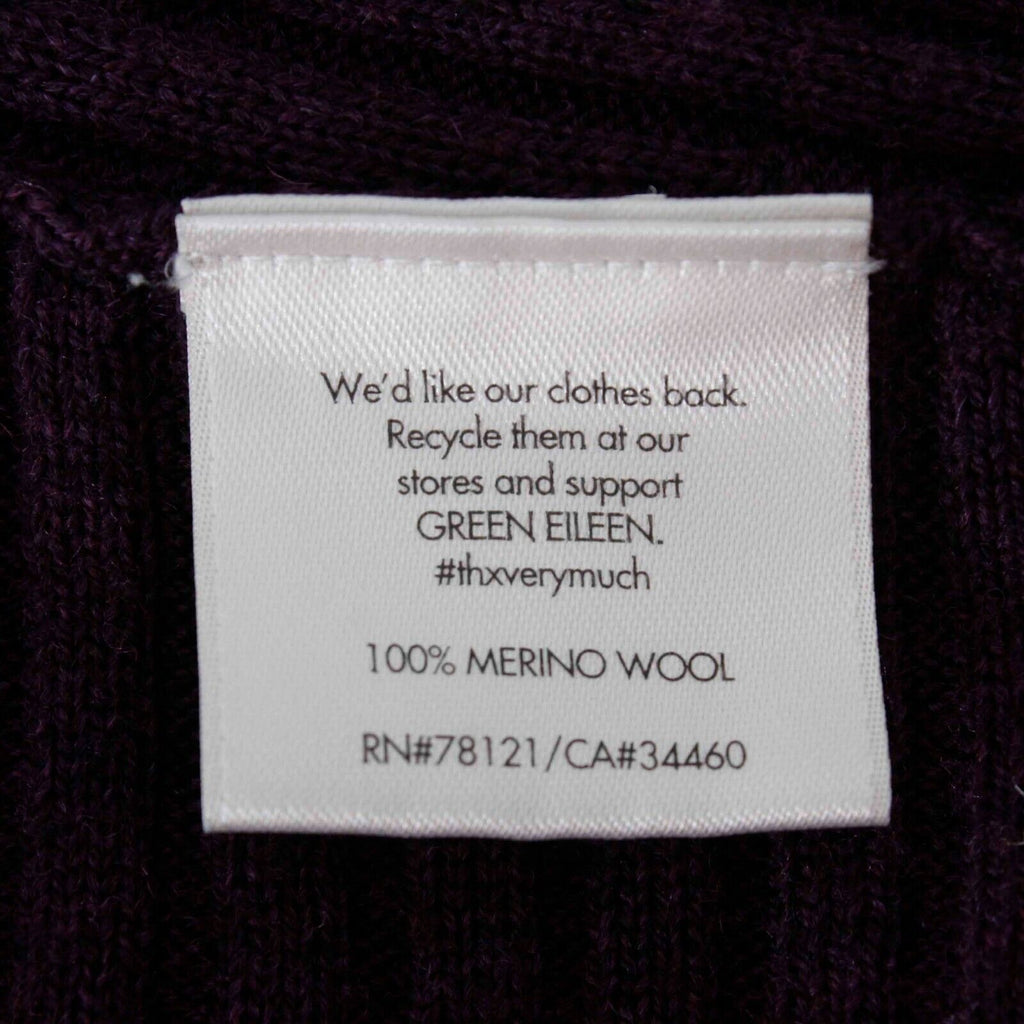 We'd like our clothes back.
Recycle them at our
stores and support
GREEN EILEEN.
#thxverymuch
100% MERINO WOOL
RN#78121/CA#34460